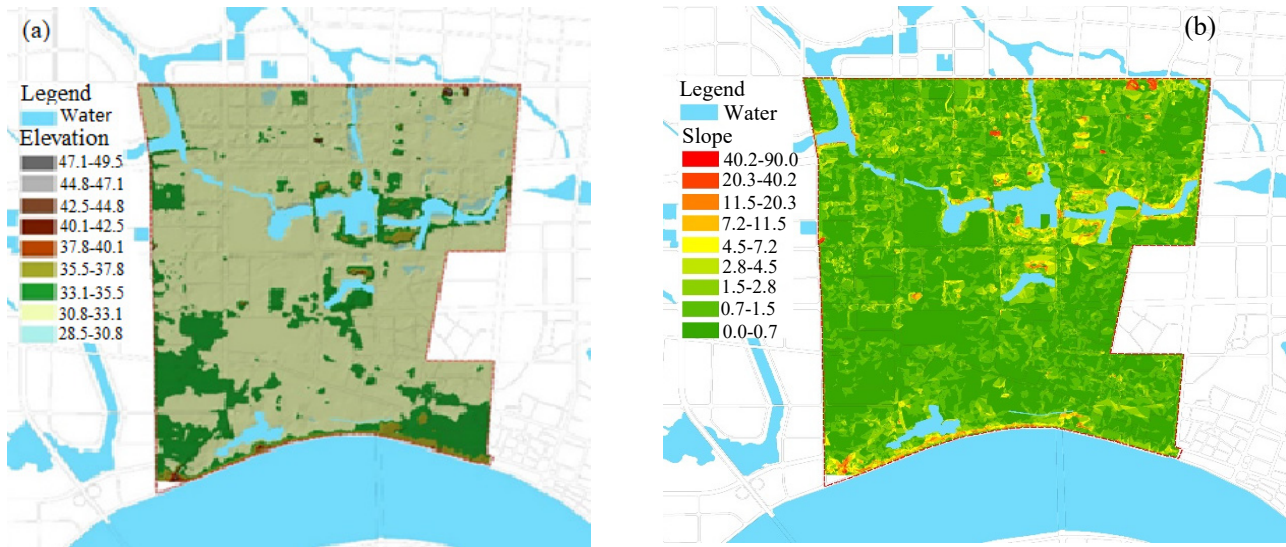 (a)
Legend
Water
Elevation
47.1-49.5
44.8-47.1
42.5-44.8
40.1-42.5
37.8-40.1
35.5-37.8
33.1-35.5
30.8-33.1
28.5-30.8
(b)
Legend
Water
Slope
40.2-90.0
20.3-40.2
11.5-20.3
7.2-11.5
4.5-7.2
2.8-4.5
1.5-2.8
0.7-1.5
0.0-0.7